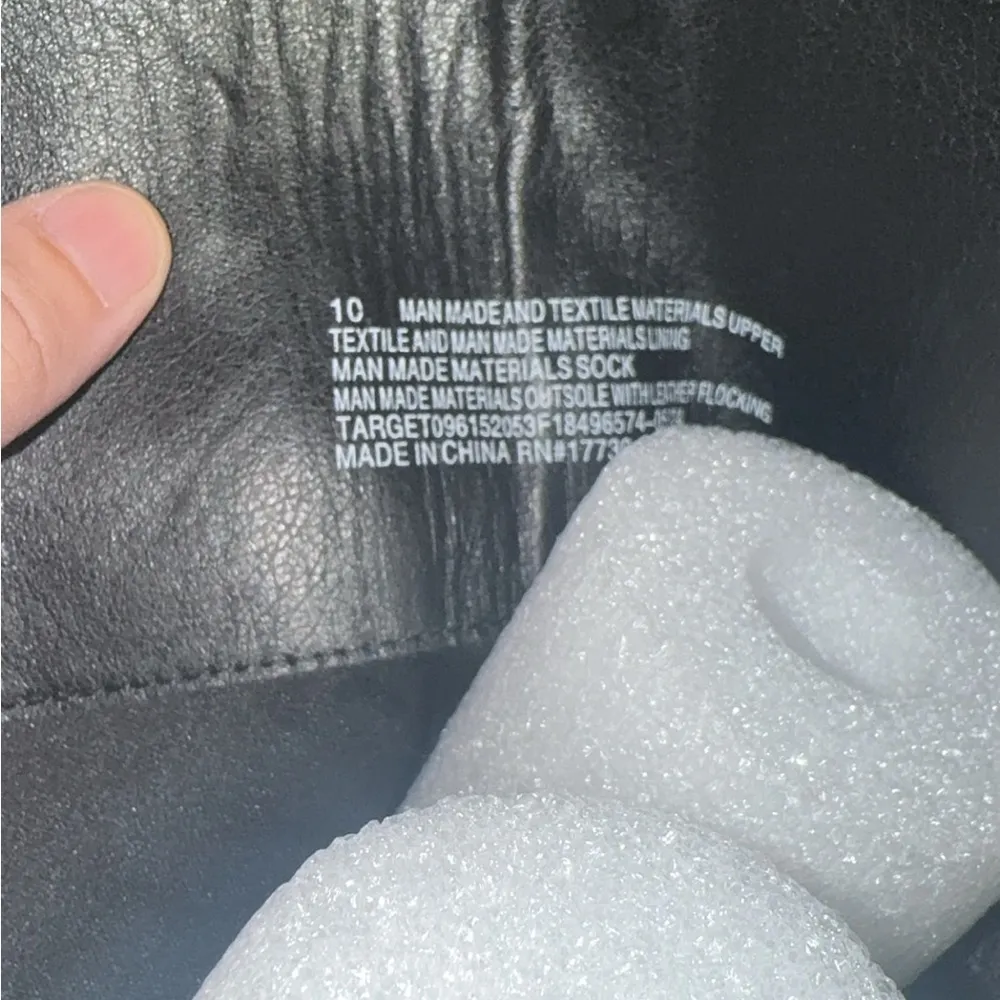 10 MAN MADE AND TEXTILE MATERIALS UPPER
TEXTILE AND MAN MADE MATERIALS LINING
MAN MADE MATERIALS SOCK
MAN MADE MATERIALS OUTSOLE WITH LEATHER FLOCKING
TARGET096152053F18496574
MADE IN CHINA RN#1773